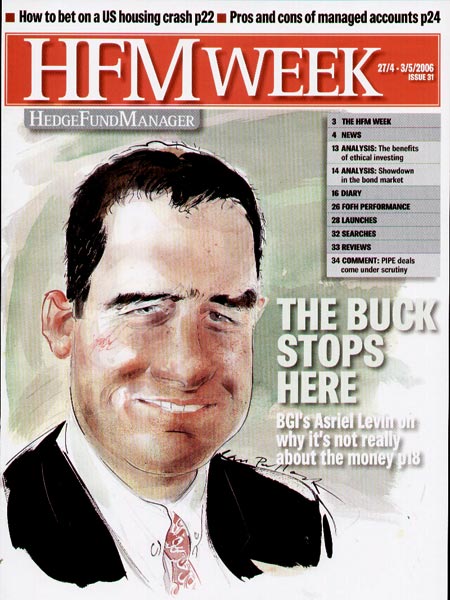 ■ How to bet on a US housing crash p22 ■ Pros and cons of managed accounts p24
HFMWEEK
27/4 - 3/5/2006
ISSUE 31
HEDGEFUNDMANAGER
3 THE HFM WEEK
4 NEWS
13 ANALYSIS: The benefits
of ethical investing
14 ANALYSIS: Showdown
in the bond market
16 DIARY
26 FOFH PERFORMANCE
28 LAUNCHES
32 SEARCHES
33 REVIEWS
34 COMMENT: PIPE deals
come under scrutiny
THE BUCK
STOPS
HERE
BGI's Asriel Levin on
why it's not really
about the money p18